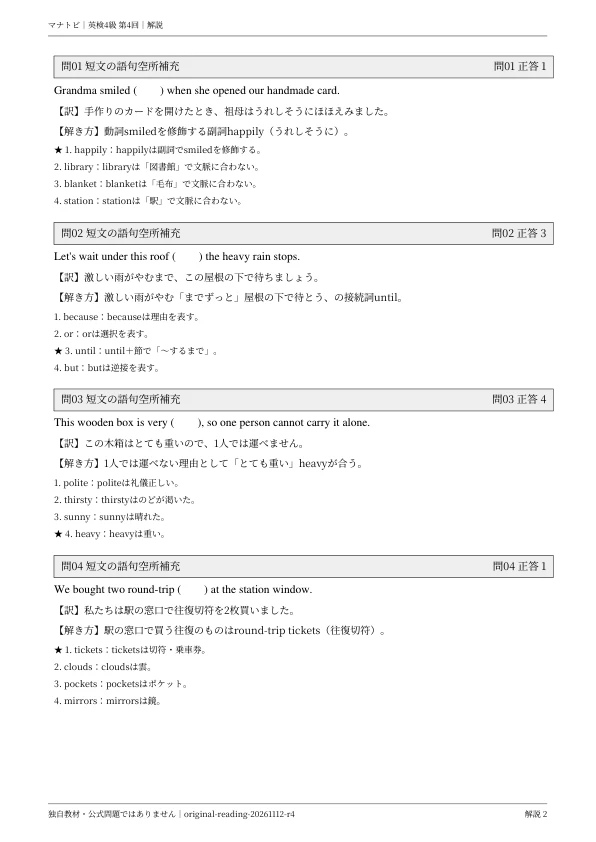 マナトビ｜英検4級 第4回｜解説
問01 短文の語句空所補充 問01 正答 1
Grandma smiled (　　) when she opened our handmade card.
【訳】手作りのカードを開けたとき、祖母はうれしそうにほほえみました。
【解き方】動詞smiledを修飾する副詞happily（うれしそうに）。
★ 1. happily：happilyは副詞でsmiledを修飾する。
2. library：libraryは「図書館」で文脈に合わない。
3. blanket：blanketは「毛布」で文脈に合わない。
4. station：stationは「駅」で文脈に合わない。
問02 短文の語句空所補充 問02 正答 3
Let's wait under this roof (　　) the heavy rain stops.
【訳】激しい雨がやむまで、この屋根の下で待ちましょう。
【解き方】激しい雨がやむ「までずっと」屋根の下で待とう、の接続詞until。
1. because：becauseは理由を表す。
2. or：orは選択を表す。
★ 3. until：until＋節で「〜するまで」。
4. but：butは逆接を表す。
問03 短文の語句空所補充 問03 正答 4
This wooden box is very (　　), so one person cannot carry it alone.
【訳】この木箱はとても重いので、1人では運べません。
【解き方】1人では運べない理由として「とても重い」heavyが合う。
1. polite：politeは礼儀正しい。
2. thirsty：thirstyはのどが渇いた。
3. sunny：sunnyは晴れた。
★ 4. heavy：heavyは重い。
問04 短文の語句空所補充 問04 正答 1
We bought two round-trip (　　) at the station window.
【訳】私たちは駅の窓口で往復切符を2枚買いました。
【解き方】駅の窓口で買う往復のものはround-trip tickets（往復切符）。
★ 1. tickets：ticketsは切符・乗車券。
2. clouds：cloudsは雲。
3. pockets：pocketsはポケット。
4. mirrors：mirrorsは鏡。
独自教材・公式問題ではありません｜original-reading-20261112-r4 解説 2